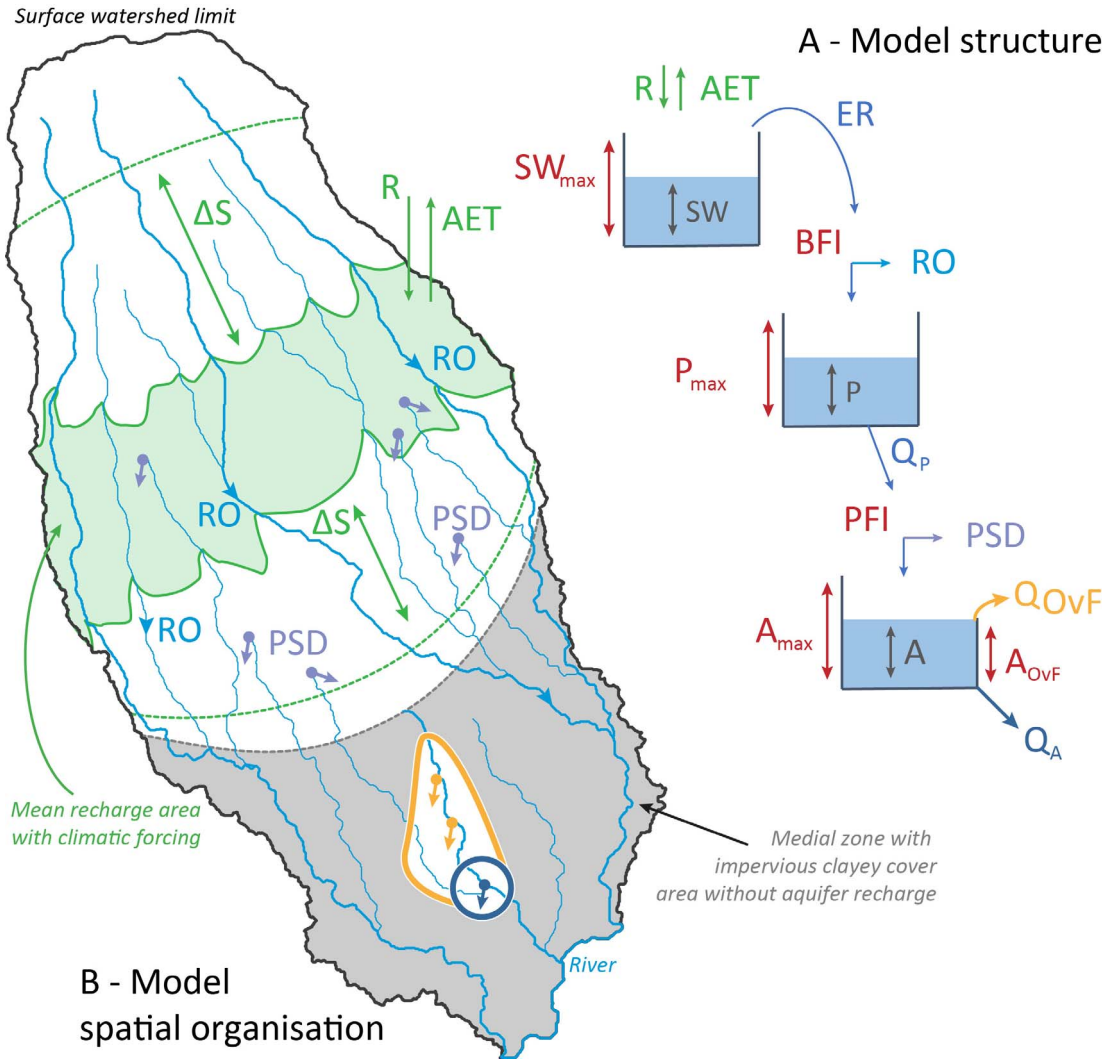 Surface watershed limit
A - Model structure
R
AET
ER
SWmax
SW
BFI
RO
Pmax
P
QP
PFI
PSD
QOvF
Amax
A
AOvF
QA
ΔS
R
AET
RO
RO
ΔS
PSD
RO
PSD
Mean recharge area
with climatic forcing
Medial zone with
impervious clayey cover
area without aquifer recharge
River
B - Model
spatial organisation